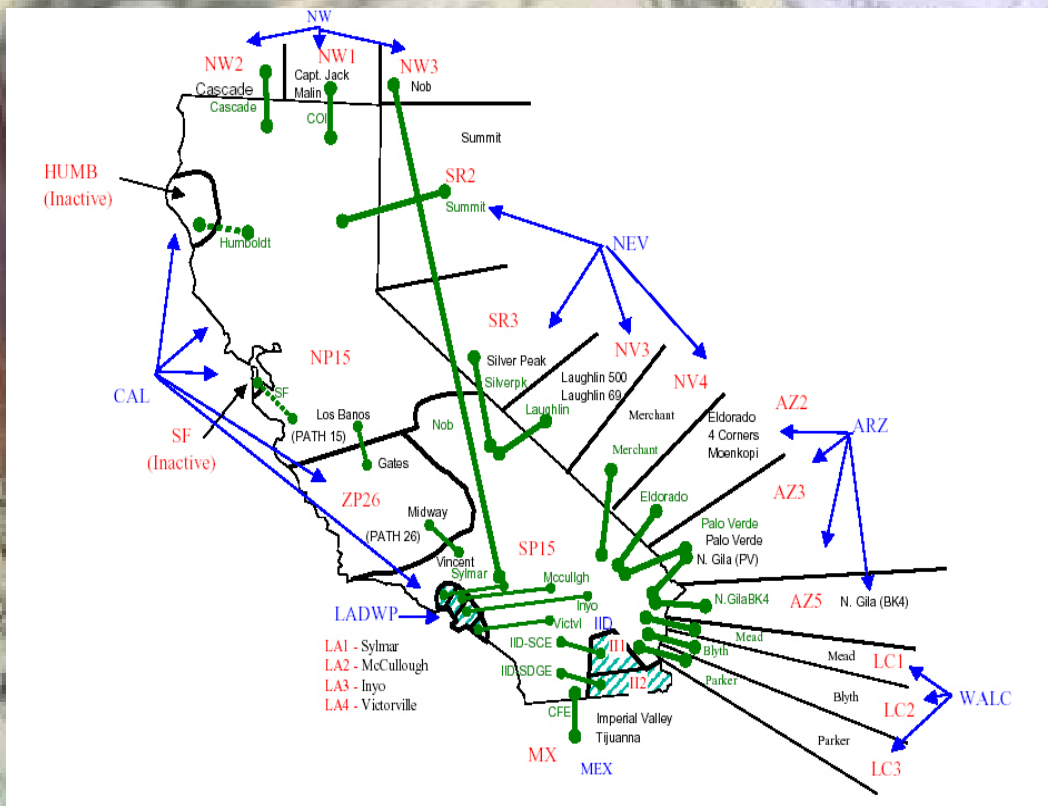 NW
NW2
NW1
NW3
Capt. Jack
Malin
Nob
Cascade
Cascade
COI
Summit
HUMB
(Inactive)
SR2
Summit
Humboldt
NEV
SR3
NP15
Silver Peak
Silverpk
NV3
Laughlin 500
Laughlin 69
NV4
CAL
SF
Los Banos
(PATH 15)
Nob
Laughlin
Merchant
Eldorado
4 Corners
Moenkopi
AZ2
ARZ
SF
(Inactive)
Gates
Merchant
AZ3
ZP26
Eldorado
Midway
(PATH 26)
Palo Verde
Palo Verde
N. Gila (PV)
Vincent
SP15
Sylmar
Mccullgh
Inyo
N.GilaBK4
AZ5
N. Gila (BK4)
LADWP
Victvl
IID
Mead
Mead
LC1
LA1 - Sylmar
LA2 - McCullough
LA3 - Inyo
LA4 - Victorville
IID-SCE
II1
Blyth
Blyth
IID-SDGE
II2
Parker
LC2
WALC
CFE
Imperial Valley
Tijuanna
Parker
MX
MEX
LC3